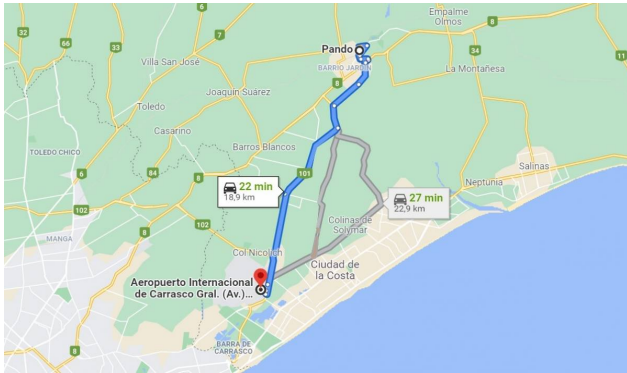 Empalme
Olmos
8
32
66
33
7
34
Pando
BARRIO JARDÍN
8
Villa San José
La Montañesa
Joaquín Suárez
Toledo
Casarino
8
Barros Blancos
TOLEDO CHICO
Salinas
84
101
6
102
Neptunia
22 min
18,9 km
27 min
22,9 km
102
Colinas de
Solymar
MANGA
Col Nicolich
Ciudad de
la Costa
Aeropuerto Internacional
de Carrasco Gral. (Av.)...
BARRA DE
CARRASCO
8